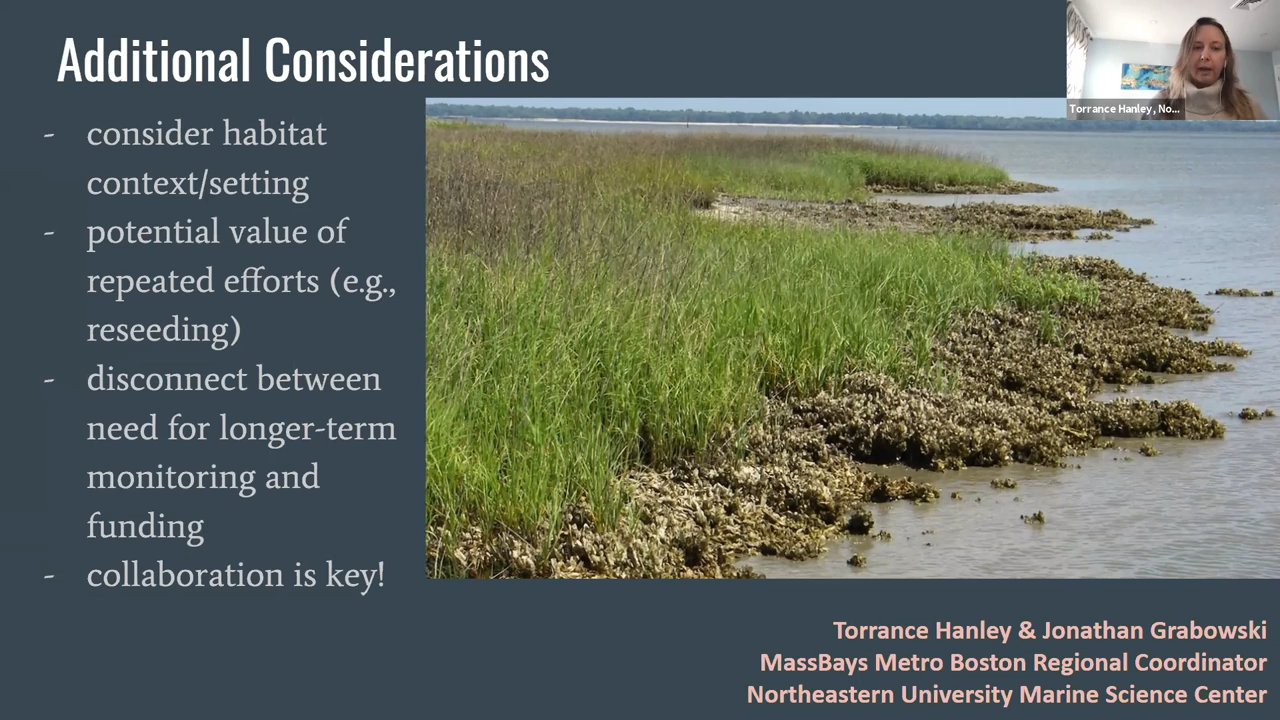 Additional Considerations
Torrance Hanley, No...
- consider habitat
context/setting
- potential value of
repeated efforts (e.g.,
reseeding)
- disconnect between
need for longer-term
monitoring and
funding
- collaboration is key!
Torrance Hanley & Jonathan Grabowski
MassBays Metro Boston Regional Coordinator
Northeastern University Marine Science Center